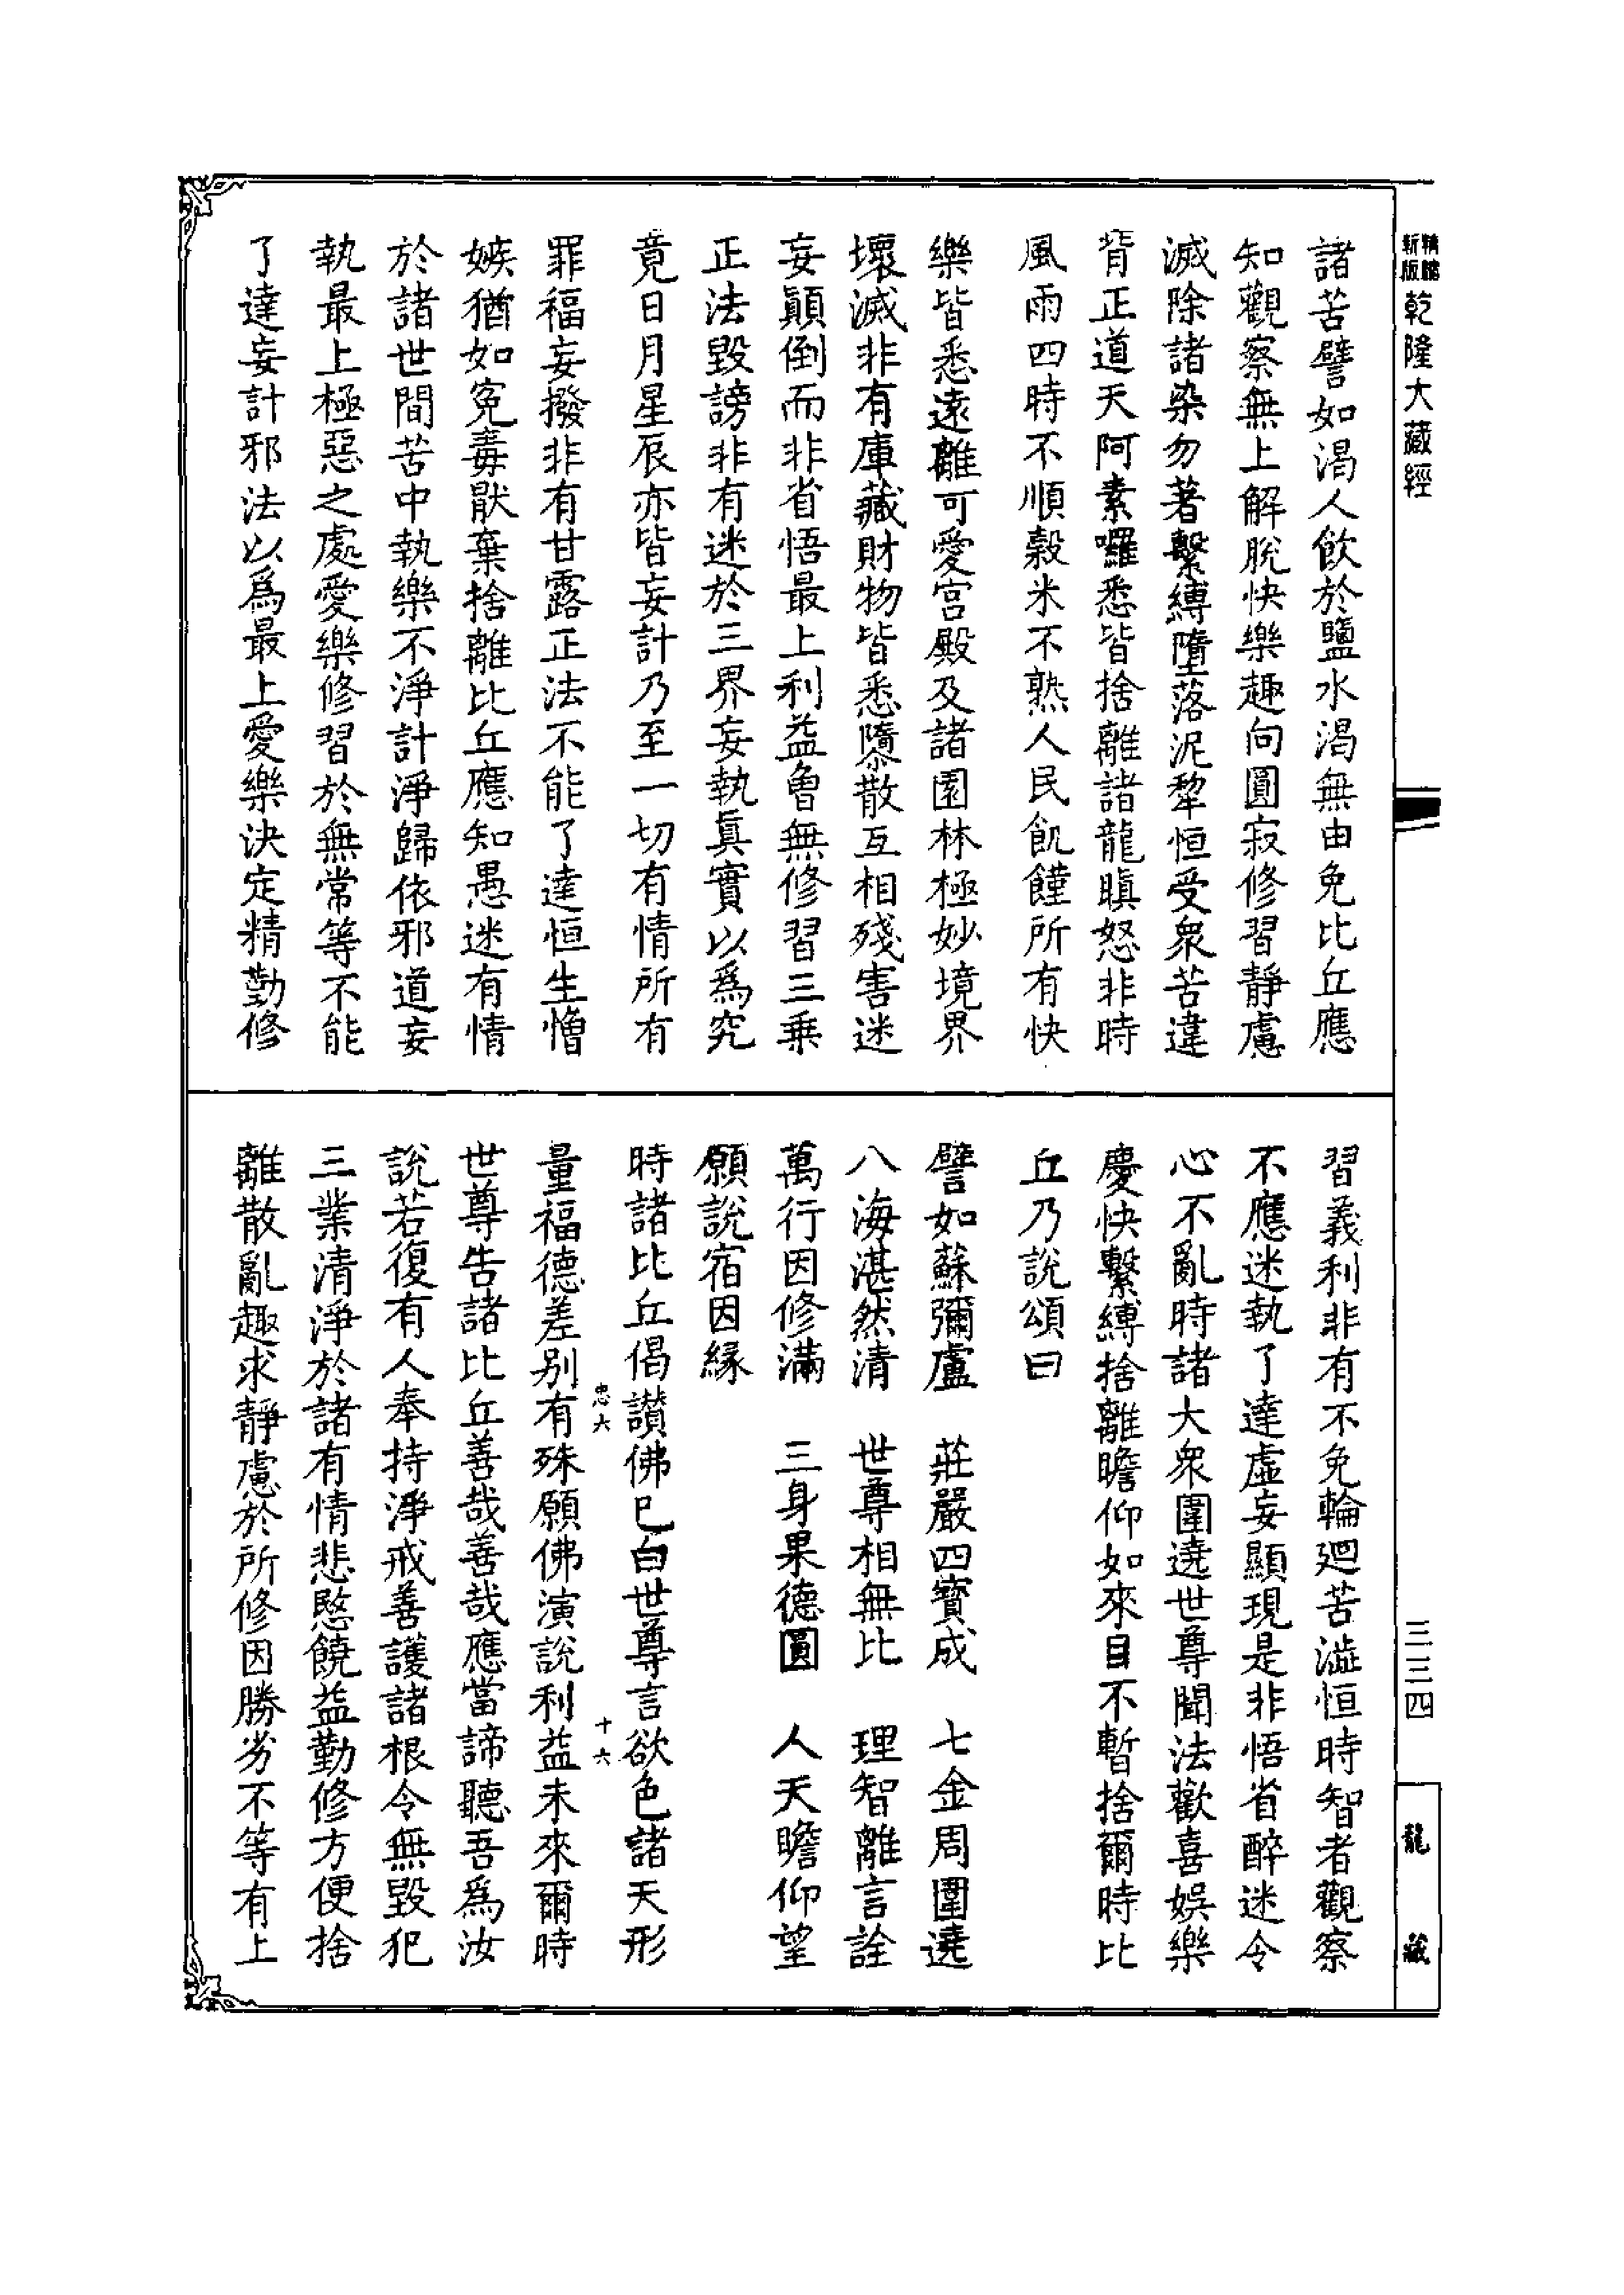 精體
新版
乾隆大藏經
諸苦譬如渴人飲於鹽水渴無由免比丘應
知觀察無上解脫快樂趣向圓寂修習靜慮
滅除諸染勿著繫縛墮落泥犂恒受衆苦違
背正道天阿素囉悉皆捨離諸龍瞋怒非時
風雨四時不順穀米不熟人民飢饉所有快
樂皆悉遠離可愛宮殿及諸園林極妙境界
壞滅非有庫藏財物皆悉隳散互相殘害迷
妄顚倒而非省悟最上利益曾無修習三乘
正法毀謗非有迷於三界妄執眞實以爲究
竟日月星辰亦皆妄計乃至一切有情所有
罪福妄撥非有甘露正法不能了達恒生憎
嫉猶如寃毒猒棄捨離比丘應知愚迷有情
於諸世間苦中執樂不淨計淨歸依邪道妄
執最上極惡之處愛樂修習於無常等不能
了達妄計邪法以爲最上愛樂決定精勤修
習義利非有不免輪廻苦澁恒時智者觀察
不應迷執了達虛妄顯現是非悟省醉迷令
心不亂時諸大衆圍遶世尊聞法歡喜娛樂
慶快繫縛捨離瞻仰如來目不暫捨爾時比
丘乃說頌曰
譬如蘇彌盧　莊嚴四寶成　七金周圍遶
八海湛然清　世尊相無比　理智離言詮
萬行因修滿　三身果德圓　人天瞻仰望
願說宿因緣
時諸比丘偈讚佛已白世尊言欲色諸天形
忠六　十六
量福德差别有殊願佛演說利益未來爾時
世尊告諸比丘善哉善哉應當諦聽吾爲汝
說若復有人奉持淨戒善護諸根令無毀犯
三業清淨於諸有情悲愍饒益勤修方便捨
離散亂趣求靜慮於所修因勝劣不等有上
三三四
龍藏